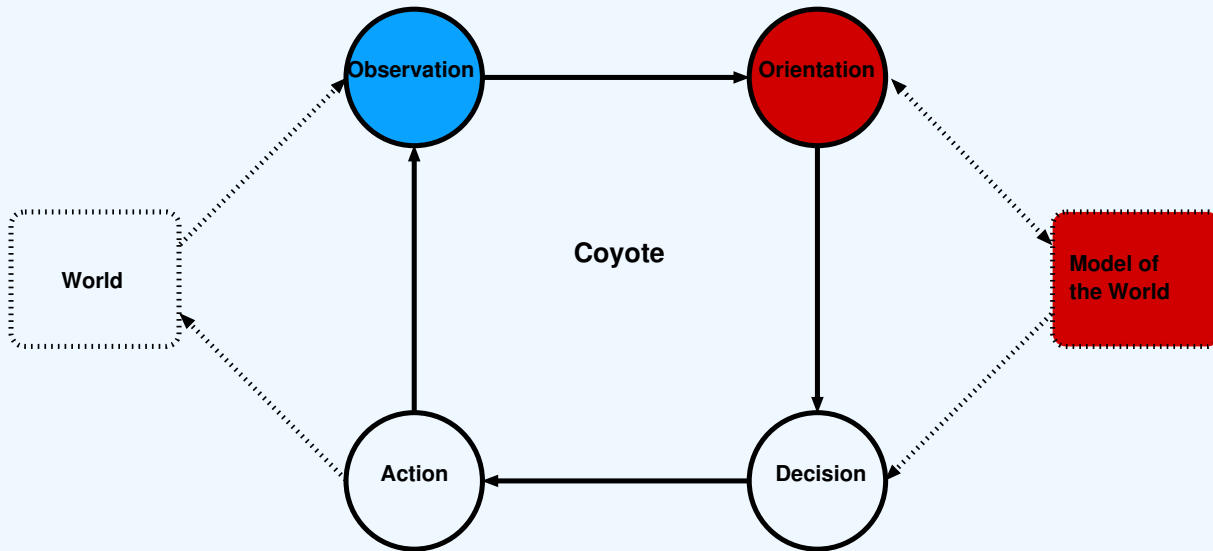 Observation
Orientation
Coyote
World
Model of
the World
Action
Decision